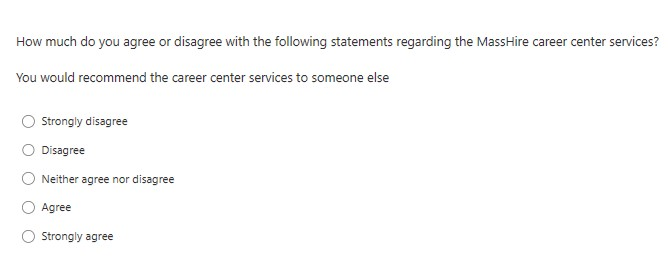 How much do you agree or disagree with the following statements regarding the MassHire career center services?
You would recommend the career center services to someone else
Strongly disagree
Disagree
Neither agree nor disagree
Agree
Strongly agree